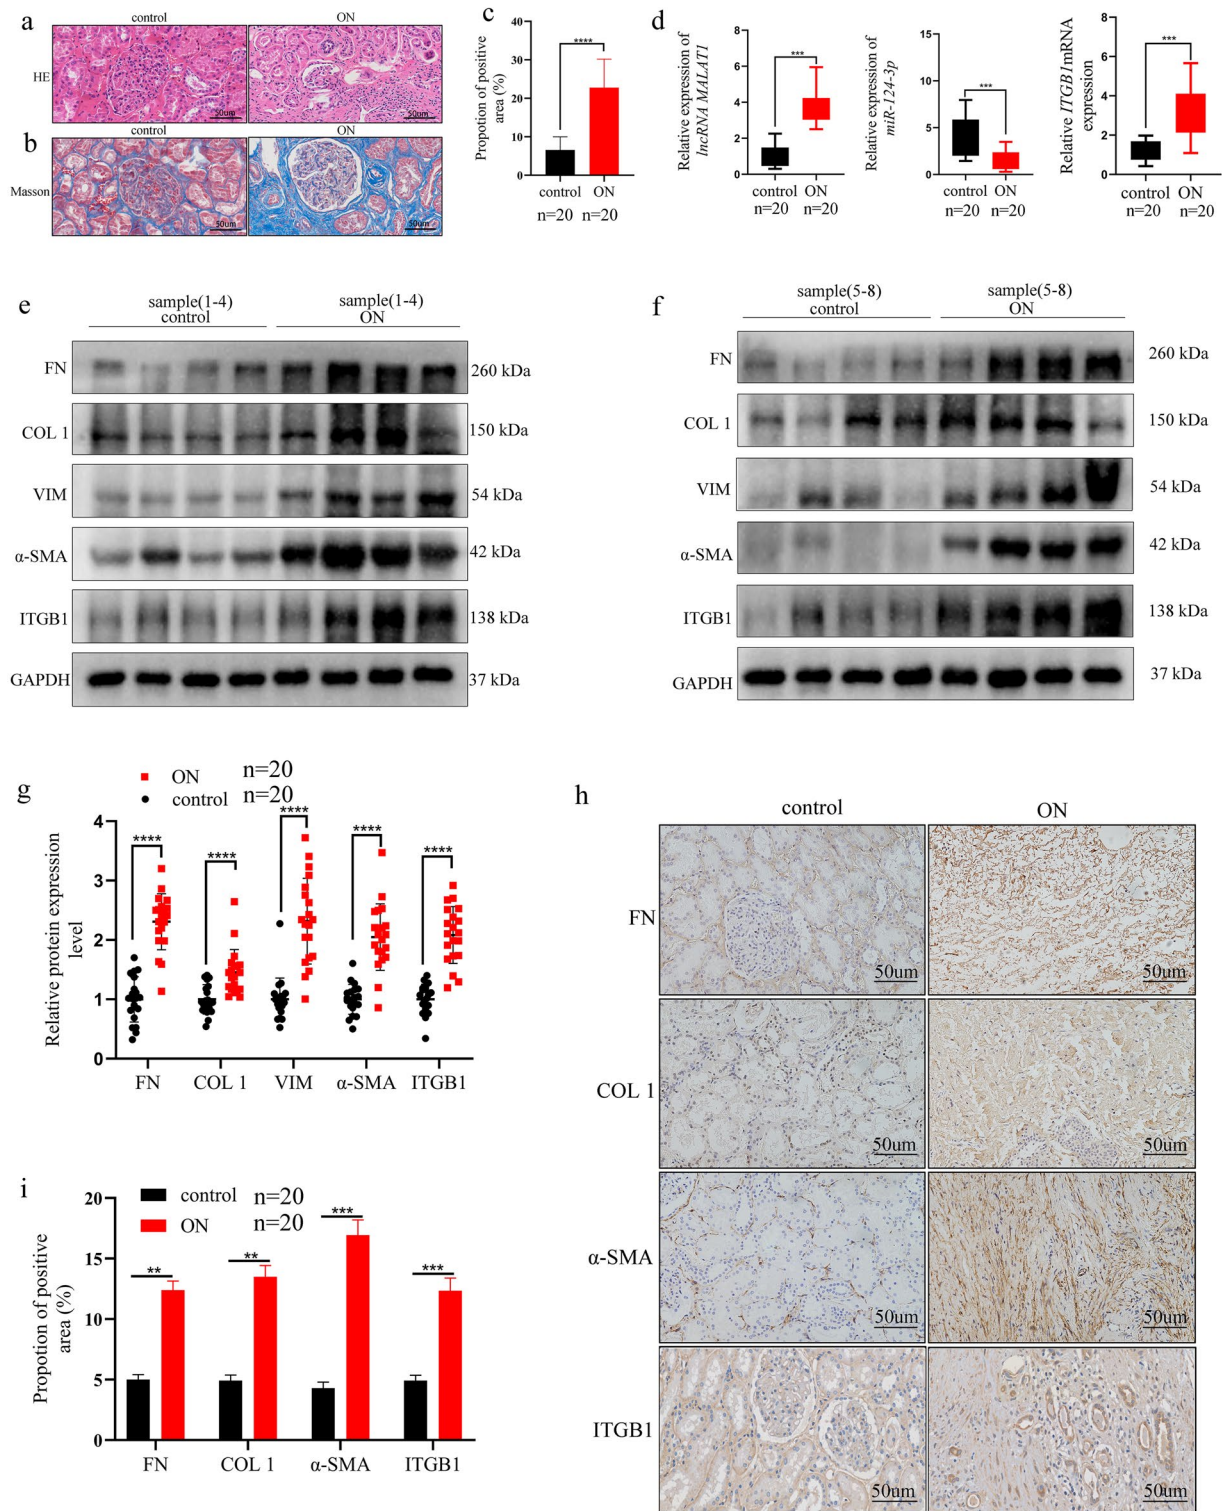 a
control
ON
HE
50um
50um
b
control
ON
Masson
50um
50um
c
Propotion of positive
area (%)
40
30
20
10
0
****
control
ON
n=20
n=20
d
Relative expression of
lncRNA MALAT1
8
6
4
2
0
***
control
ON
n=20
n=20
Relative expression of
miR-124-3p
15
10
5
0
***
control
ON
n=20
n=20
Relative ITGB1 mRNA
expression
8
6
4
2
0
***
control
ON
n=20
n=20
e
sample(1-4)
control
sample(1-4)
ON
FN
260 kDa
COL 1
150 kDa
VIM
54 kDa
α-SMA
42 kDa
ITGB1
138 kDa
GAPDH
37 kDa
f
sample(5-8)
control
sample(5-8)
ON
FN
260 kDa
COL 1
150 kDa
VIM
54 kDa
α-SMA
42 kDa
ITGB1
138 kDa
GAPDH
37 kDa
g
ON
n=20
control
n=20
Relative protein expression
level
4
3
2
1
0
****
****
****
****
****
FN
COL 1
VIM
α-SMA
ITGB1
h
control
ON
FN
50um
50um
COL 1
50um
50um
α-SMA
50um
50um
ITGB1
50um
50um
i
control
n=20
ON
n=20
Propotion of positive
area (%)
20
15
10
5
0
**
**
***
***
FN
COL 1
α-SMA
ITGB1